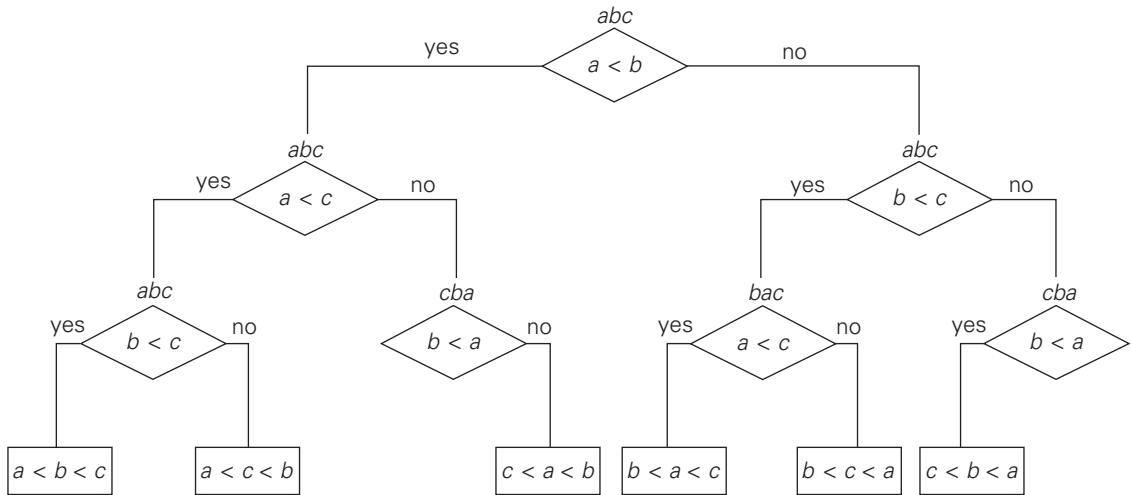 abc
yes
a < b
no
abc
abc
yes
a < c
no
yes
b < c
no
abc
cba
bac
cba
yes
b < c
no
b < a
no
yes
a < c
no
yes
b < a
a < b < c
a < c < b
c < a < b
b < a < c
b < c < a
c < b < a